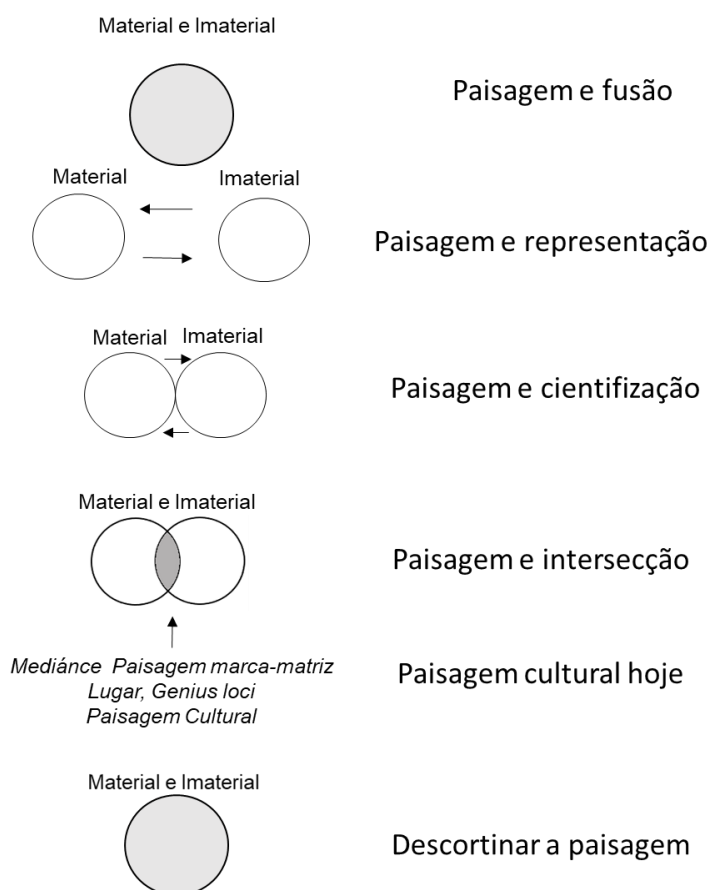 Material e Imaterial
Paisagem e fusão
Material
Imaterial
Paisagem e representação
Material
Imaterial
Paisagem e cientifização
Material e Imaterial
Paisagem e intersecção
Mediánce Paisagem marca-matriz
Lugar, Genius loci
Paisagem Cultural
Paisagem cultural hoje
Material e Imaterial
Descortinar a paisagem